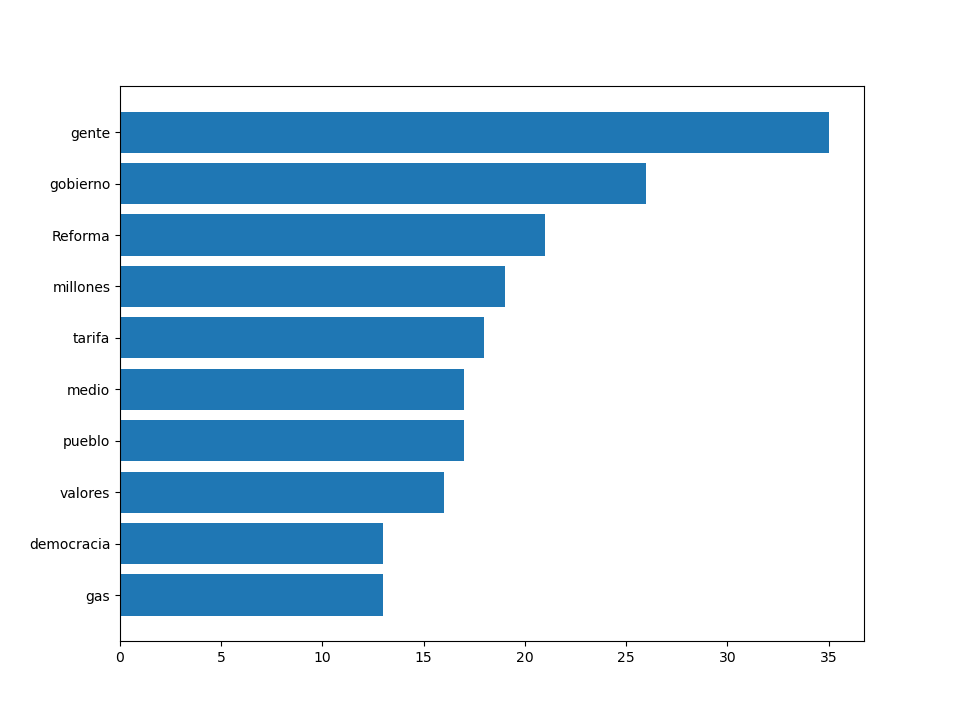 gente
gobierno
Reforma
millones
tarifa
medio
pueblo
valores
democracia
gas
0 5 10 15 20 25 30 35